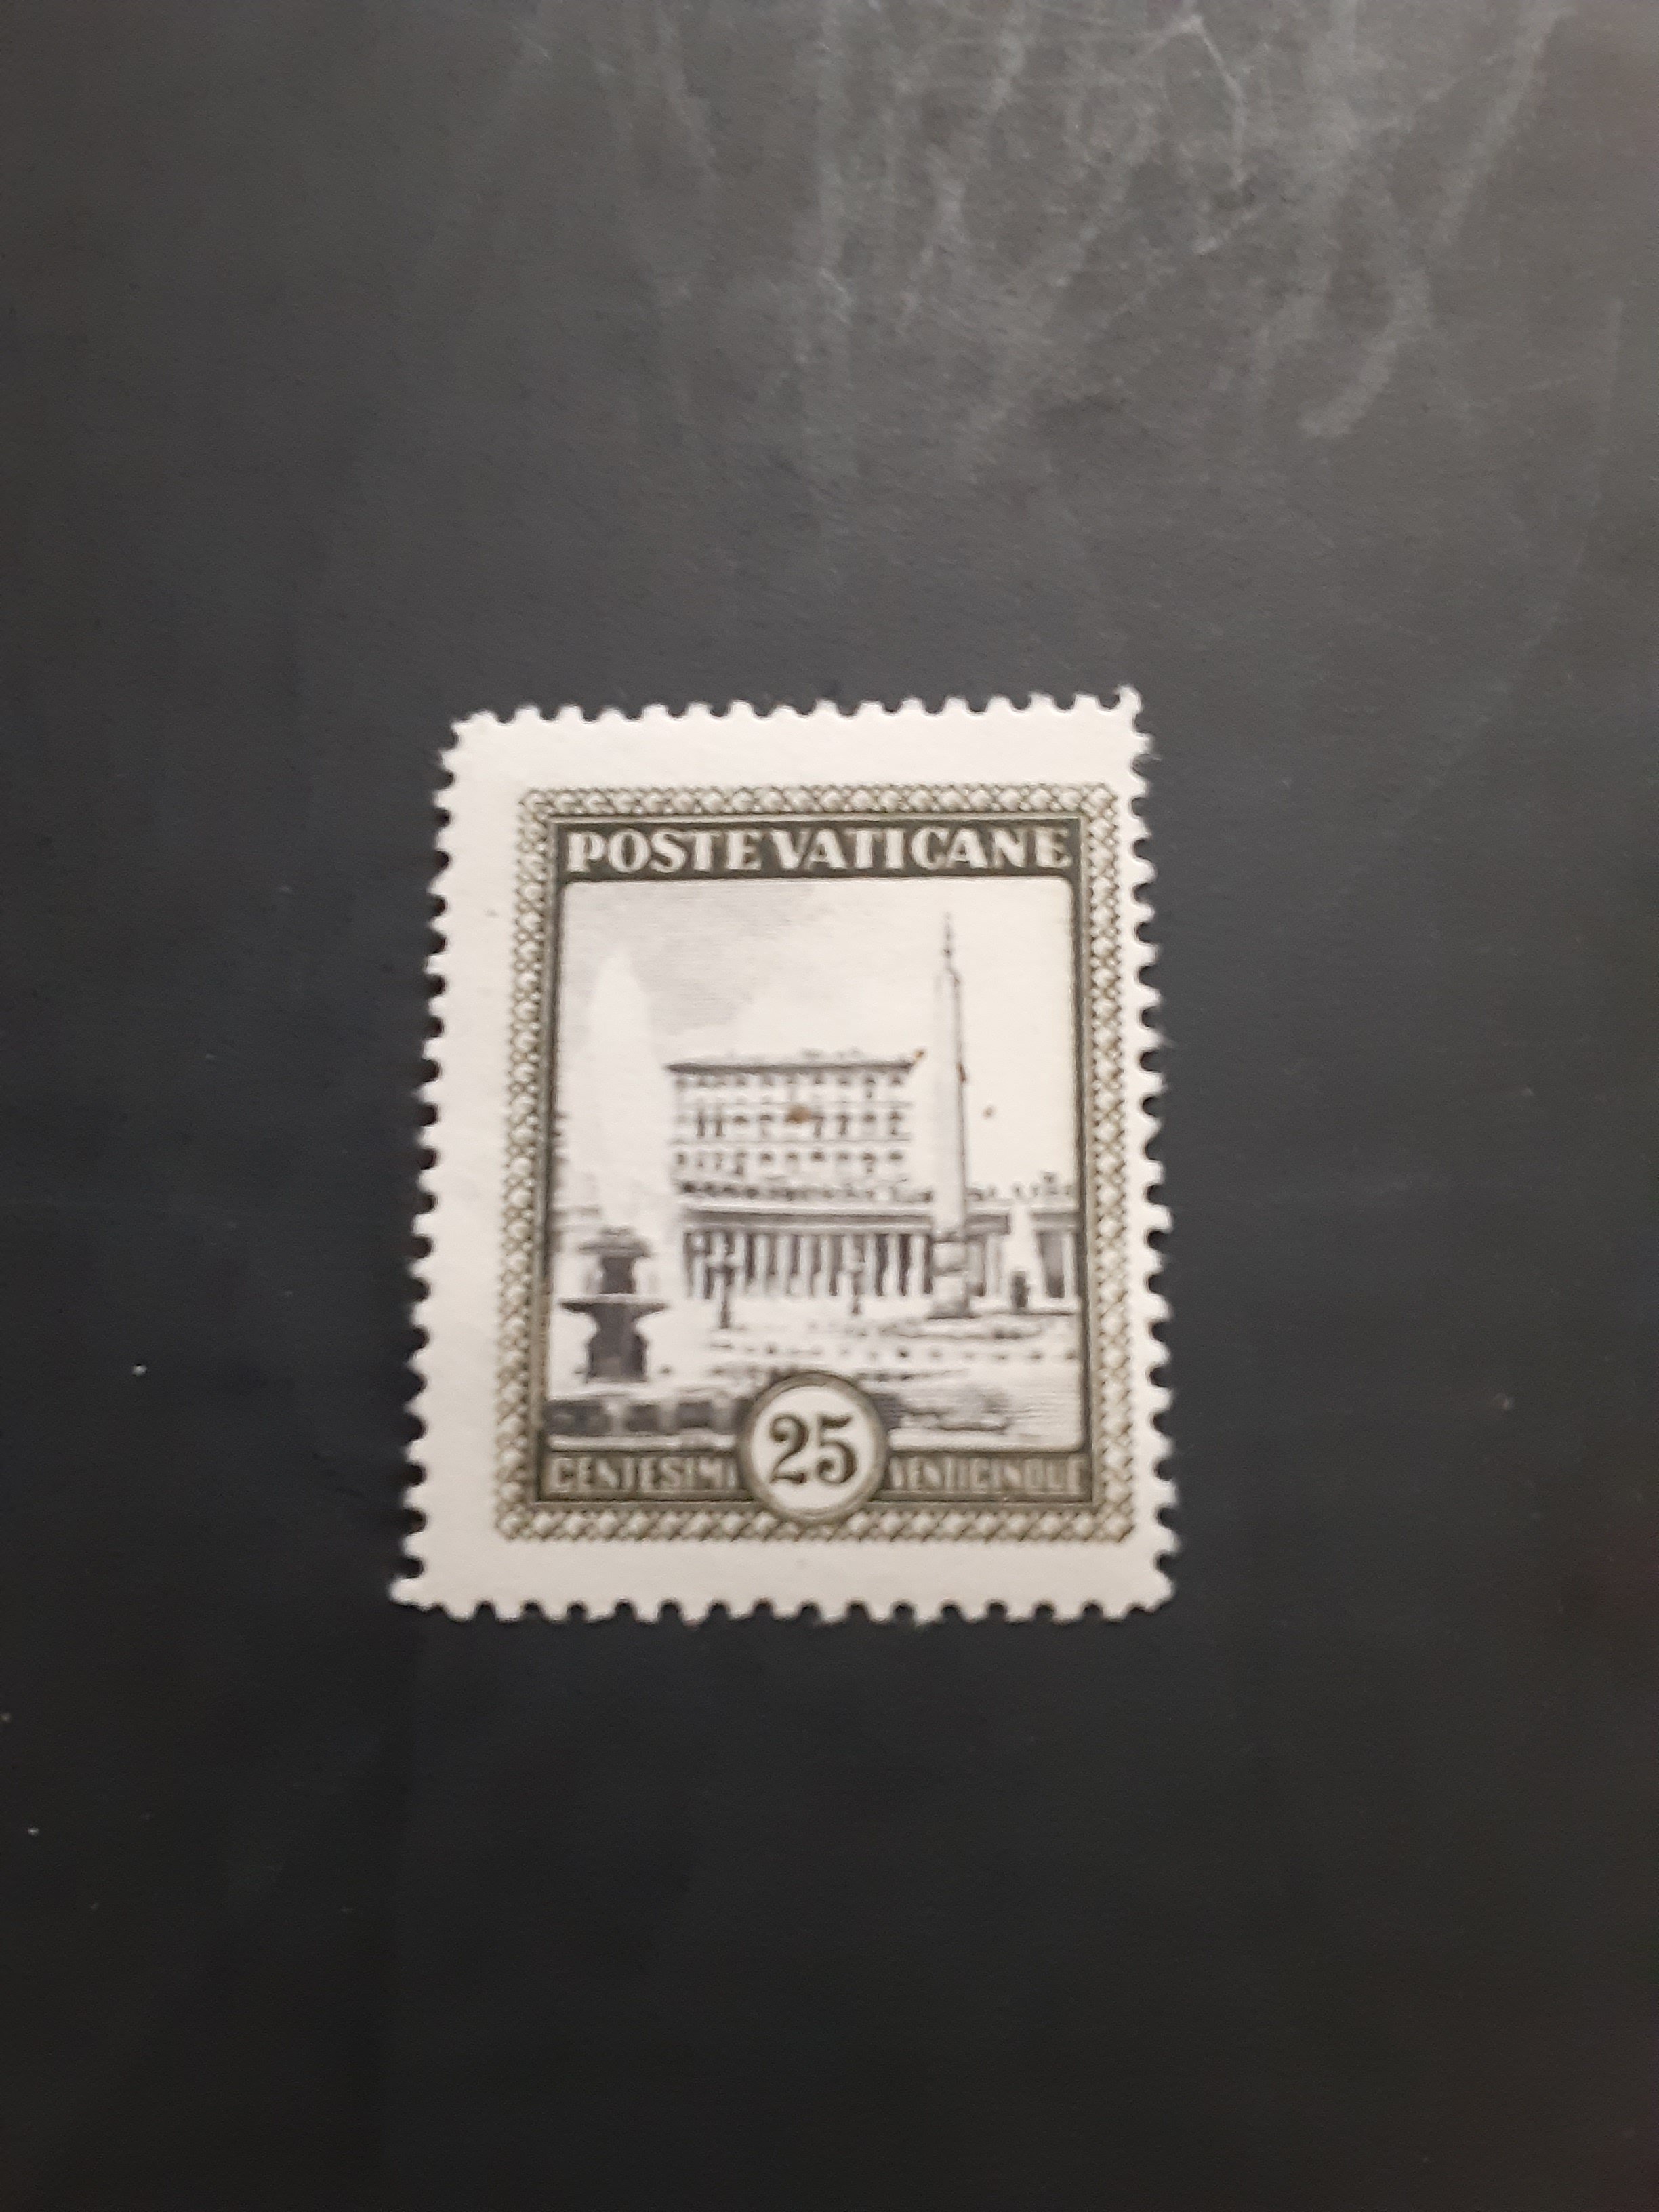 POSTE VATICANE
25
CENTESIMI VENTICINQUE